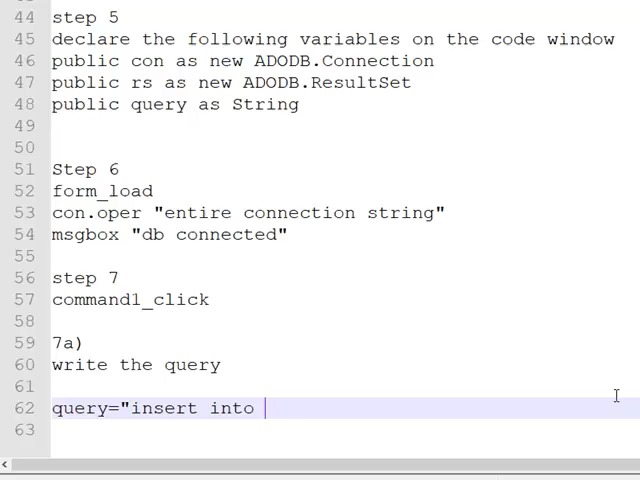 44 step 5
45 declare the following variables on the code window
46 public con as new ADODB.Connection
47 public rs as new ADODB.ResultSet
48 public query as String
49
50
51 Step 6
52 form_load
53 con.oper "entire connection string"
54 msgbox "db connected"
55
56 step 7
57 command1_click
58
59 7a)
60 write the query
61
62 query="insert into
63